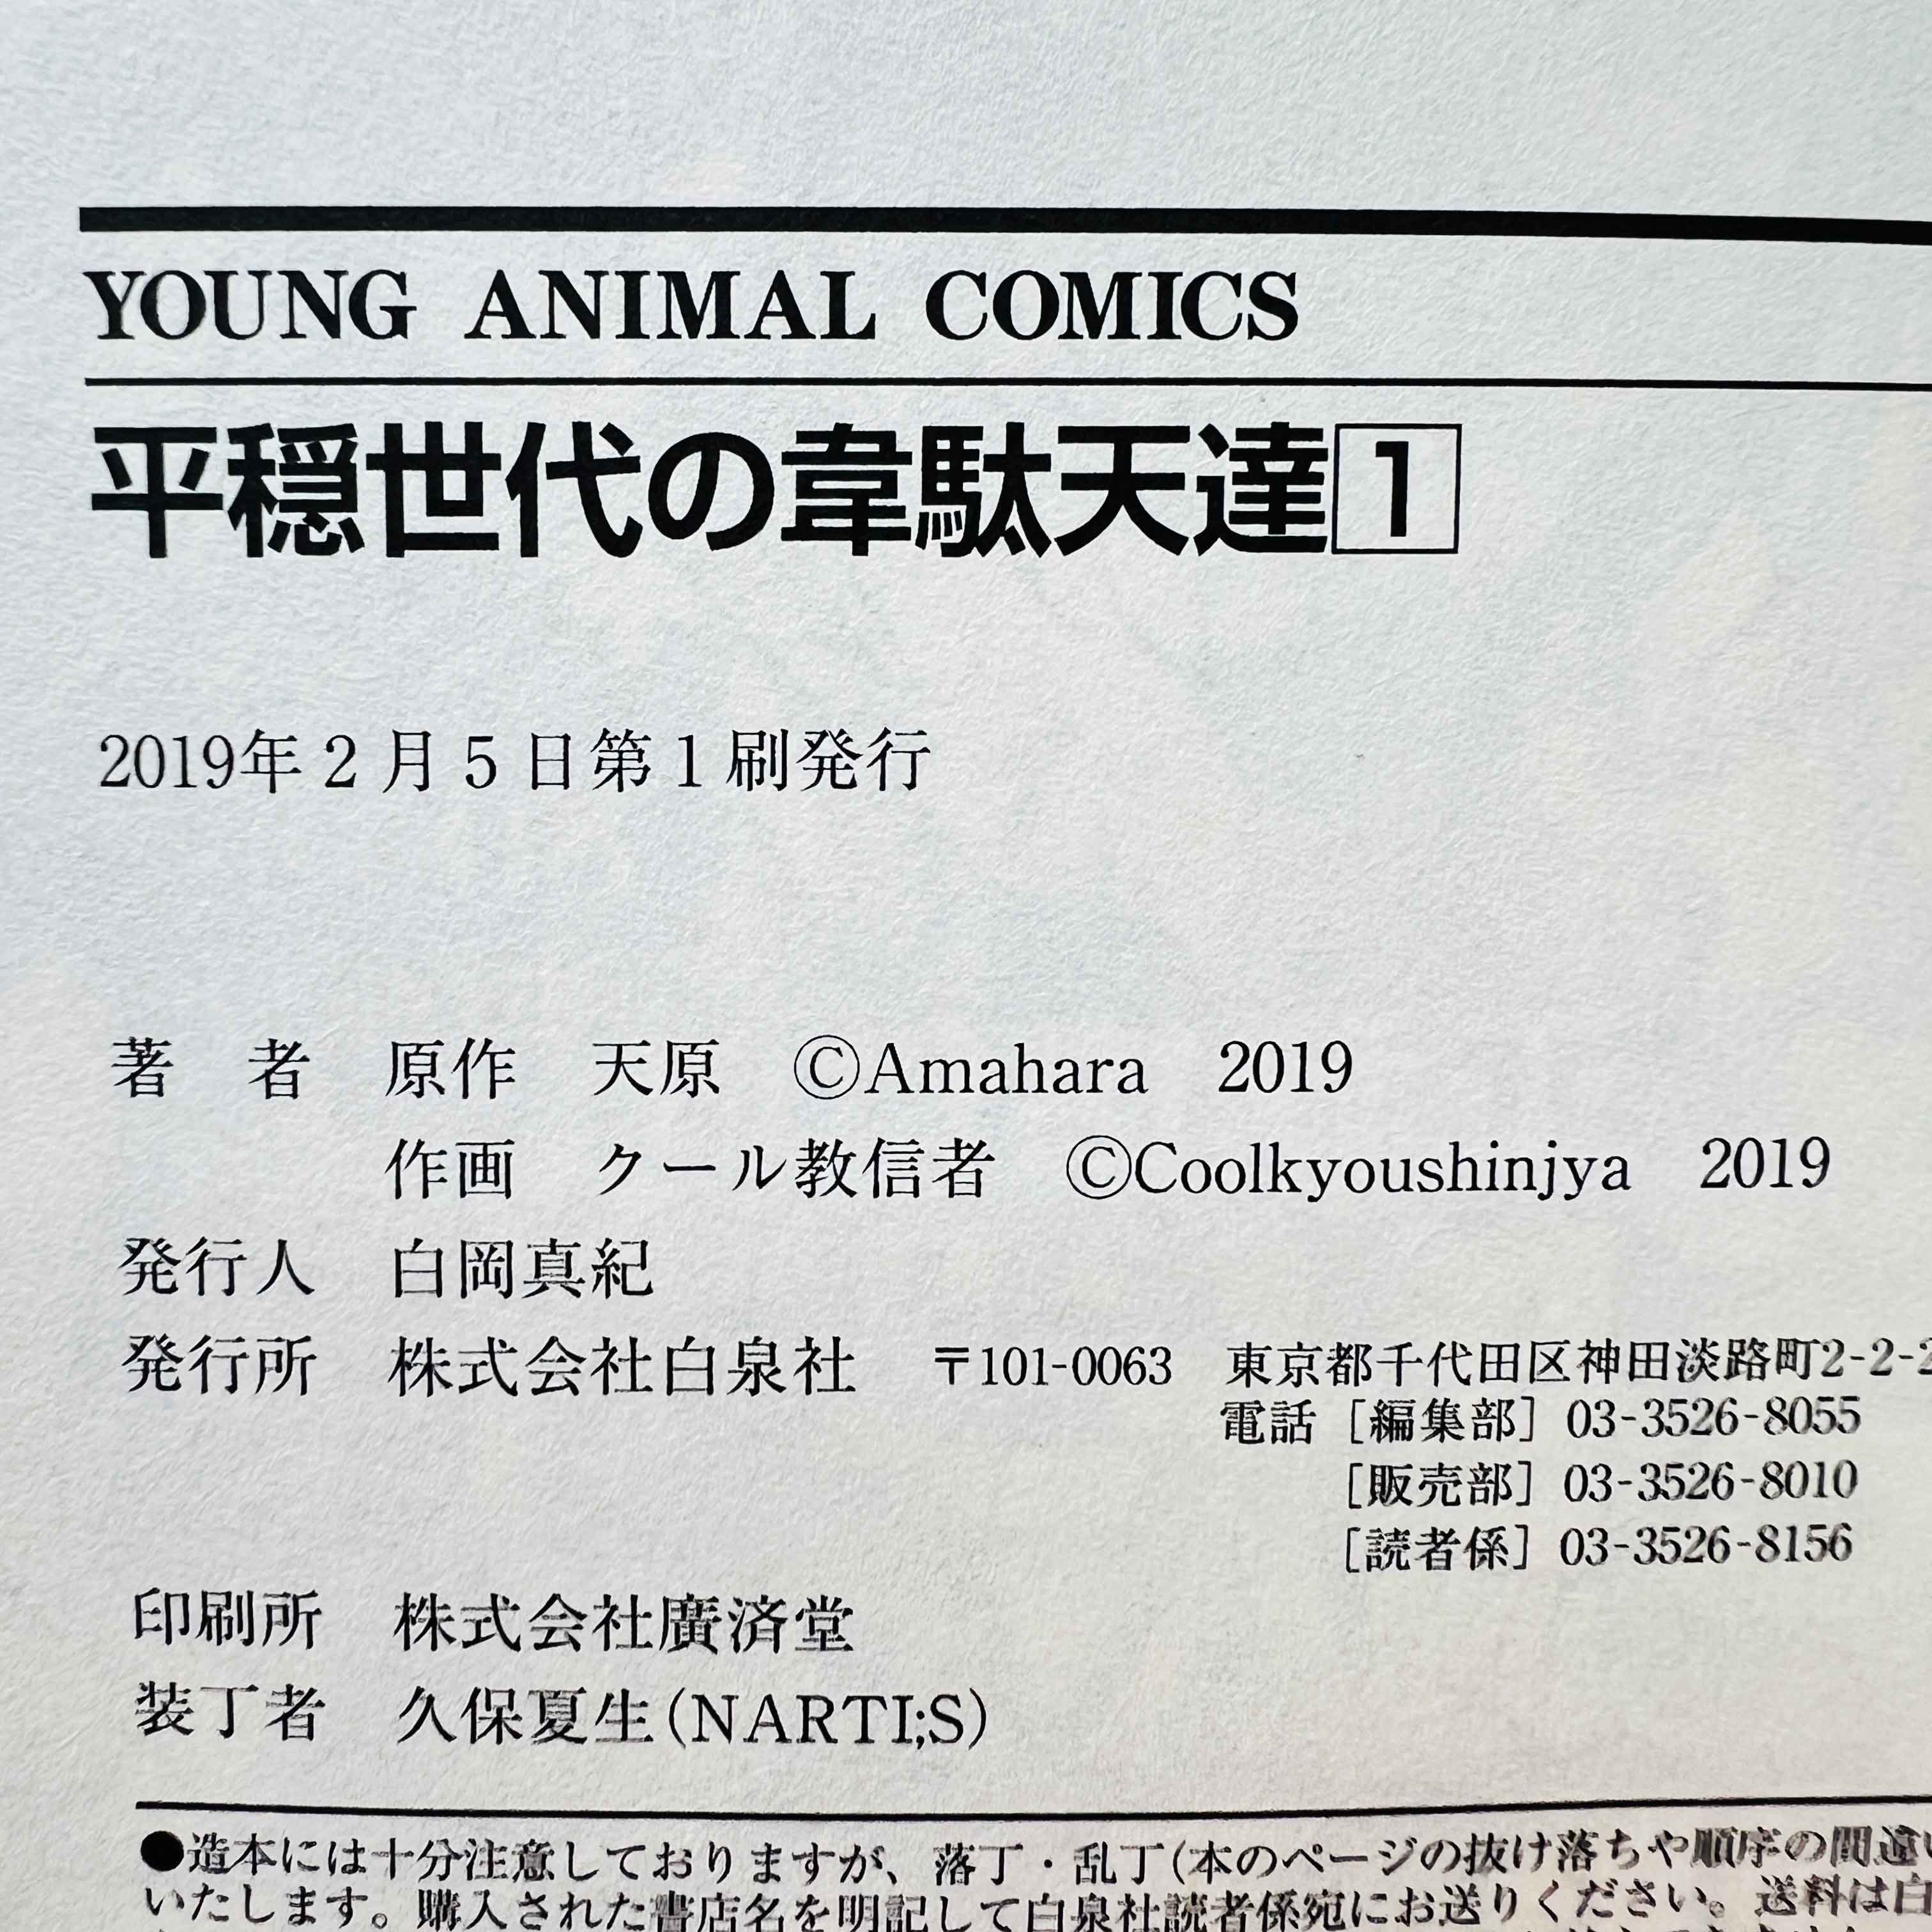 YOUNG ANIMAL COMICS
平穏世代の韋駄天達1
2019年2月5日第1刷発行
著 者 原作 天原 ©Amahara 2019
作画 クール教信者 ©Coolkyoushinjya 2019
発行人 白岡真紀
発行所 株式会社白泉社 〒101-0063 東京都千代田区神田淡路町2-2-2
電話［編集部］03-3526-8055
［販売部］03-3526-8010
［読者係］03-3526-8156
印刷所 株式会社廣済堂
装丁者 久保夏生(NARTI;S)
●造本には十分注意しておりますが、落丁・乱丁(本のページの抜け落ちや順序の間違い
いたします。購入された書店名を明記して白泉社読者係宛にお送りください。送料は白